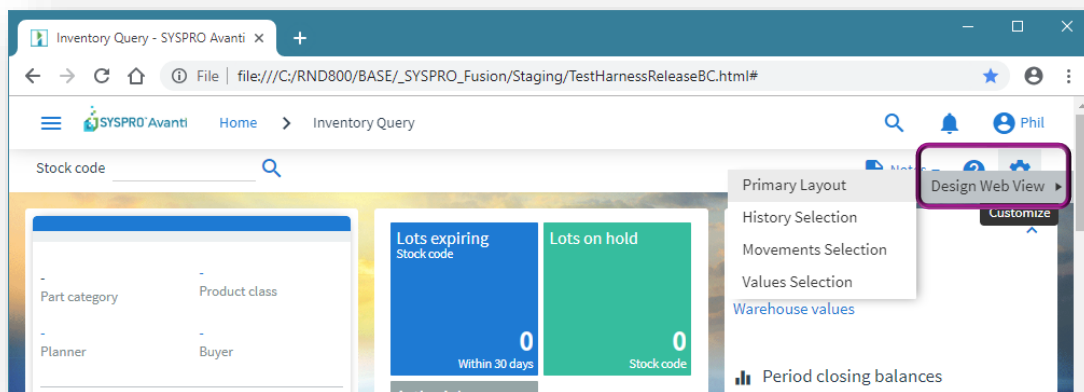 Inventory Query - SYSPRO Avanti
File file:///C:/RND800/BASE/_SYSPRO_Fusion/Staging/TestHarnessReleaseBC.html#
SYSPRO Avanti Home Inventory Query Phil
Stock code Notes
Primary Layout
Design Web View
History Selection
Customize
Movements Selection
Values Selection
Warehouse values
Period closing balances
-
Part category
-
Product class
-
Planner
-
Buyer
Lots expiring
Stock code
0
Within 30 days
Lots on hold
0
Stock code